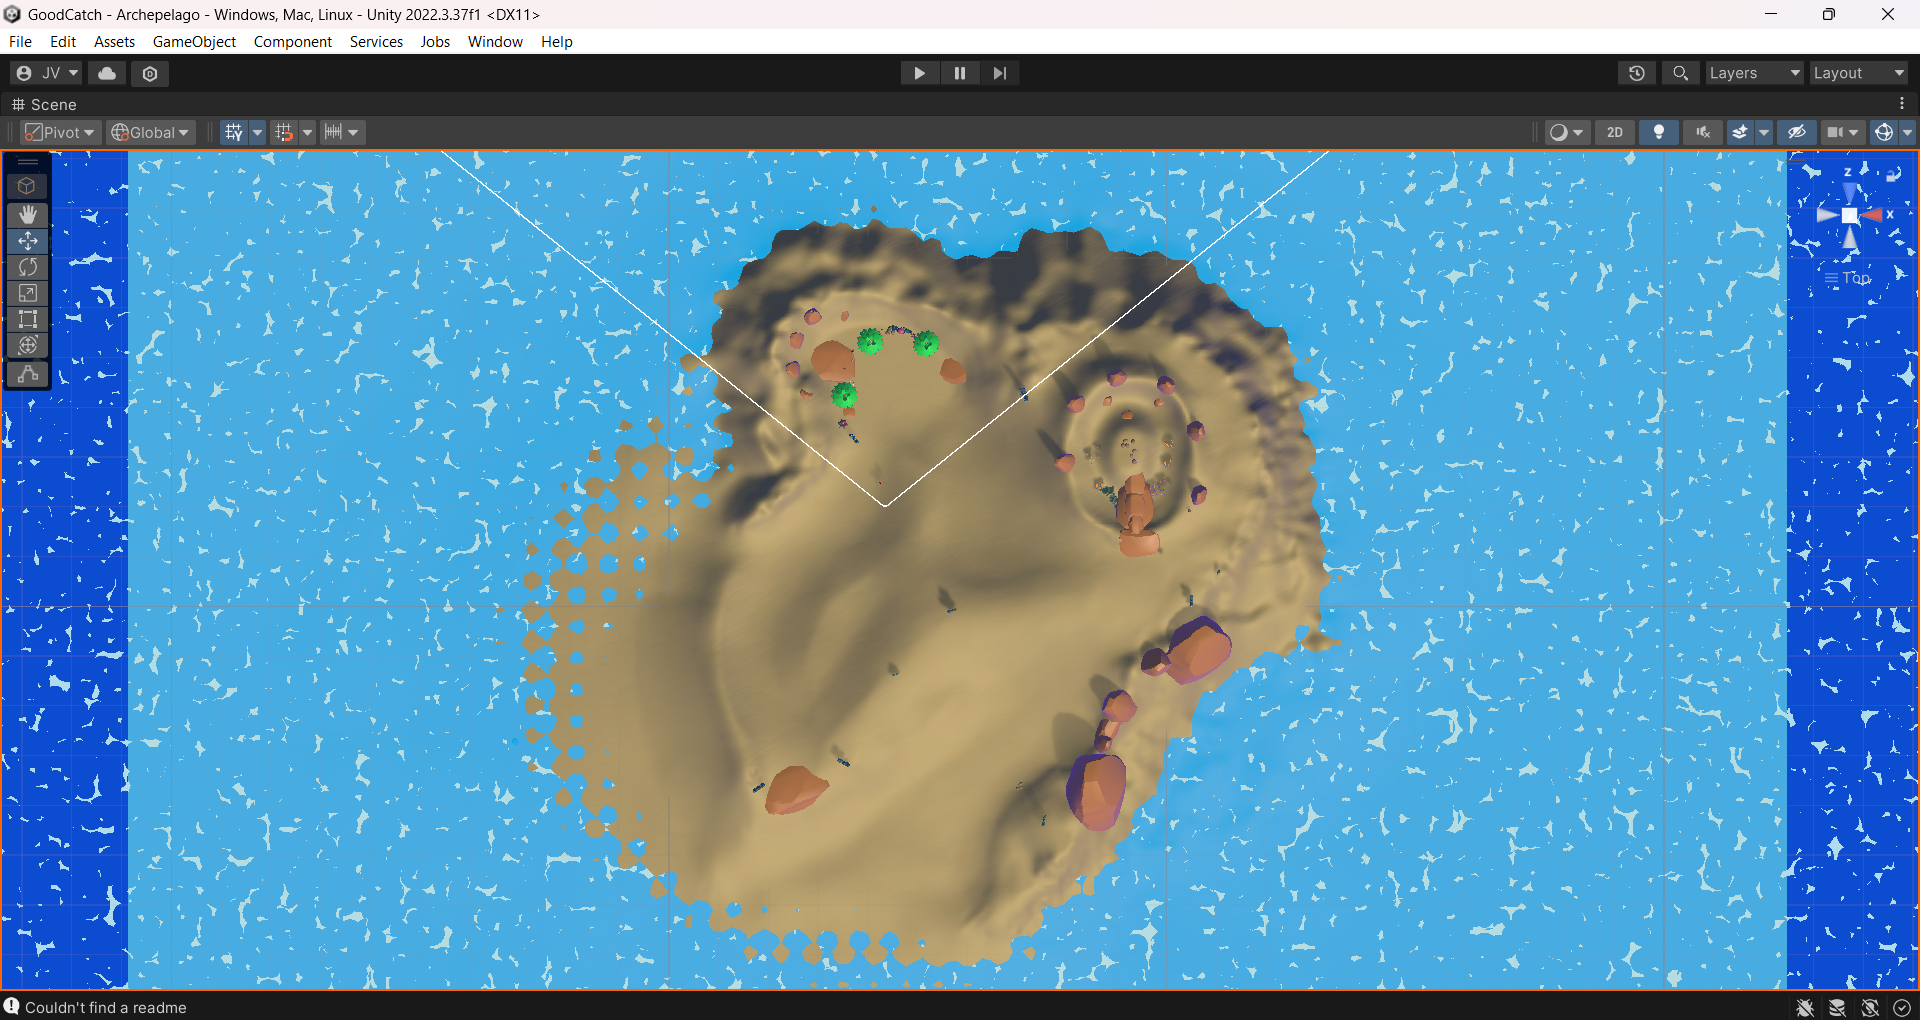 GoodCatch - Archepelago - Windows, Mac, Linux - Unity 2022.3.37f1 <DX11>
File Edit Assets GameObject Component Services Jobs Window Help
JV Layers Layout
Scene
Pivot Global 2D
z
x
Top
Couldn't find a readme